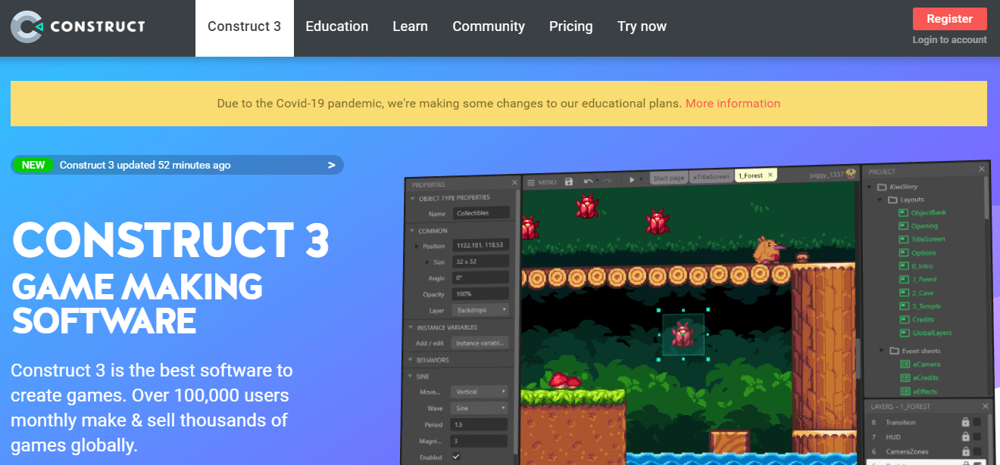 CONSTRUCT
Construct 3
Education
Learn
Community
Pricing
Try now
Register
Login to account
Due to the Covid-19 pandemic, we're making some changes to our educational plans. More information
NEW Construct 3 updated 52 minutes ago >
CONSTRUCT 3
GAME MAKING
SOFTWARE
Construct 3 is the best software to
create games. Over 100,000 users
monthly make & sell thousands of
games globally.
PROPERTIES
OBJECT TYPE PROPERTIES
Name Collectibles
COMMON
Position 1132.181, 118.53
Size 32 x 32
Angle 0°
Opacity 100%
Layer Backdrops
INSTANCE VARIABLES
Add / edit Instance variabl...
BEHAVIORS
SINE
Move... Vertical
Wave Sine
Period 1.5
Magni... 3
Enabled
MENU
Start page
eTitleScreen
1_Forest
piggy_1337
PROJECT
KiwiStory
Layouts
ObjectBank
Opening
TitleScreen
Options
0_Intro
1_Forest
2_Cave
3_Temple
Credits
GlobalLayers
Event sheets
eCamera
eCredits
eEffects
LAYERS - 1_FOREST
8 Transition
7 HUD
6 CameraZones